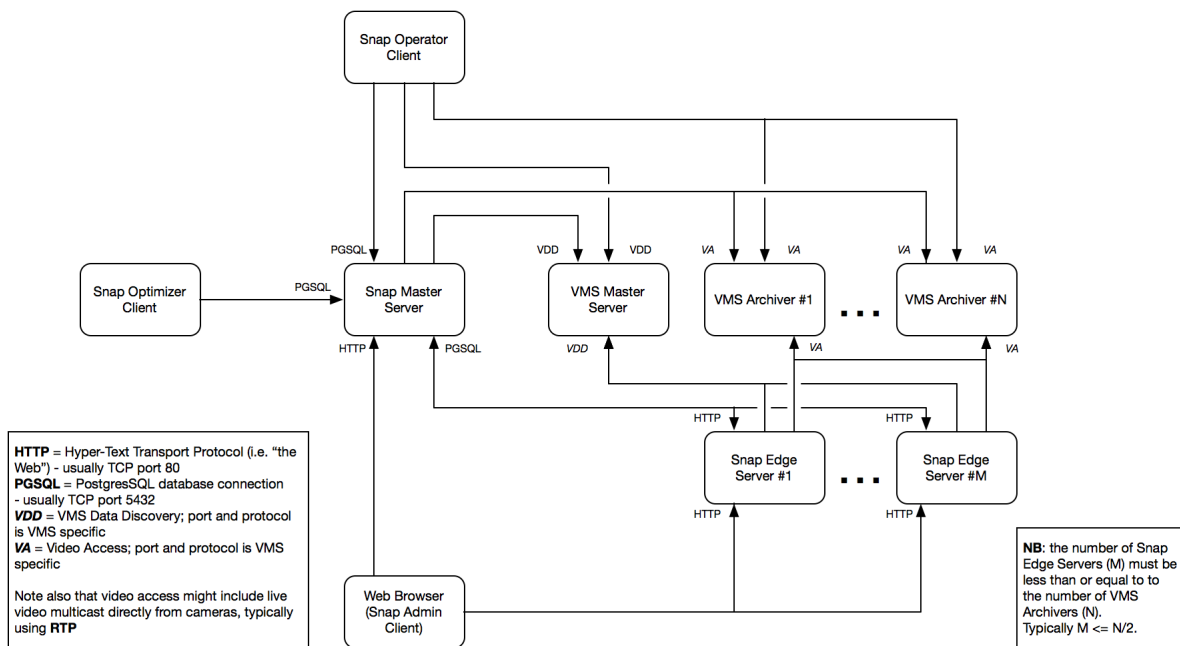 Snap Operator
Client
PGSQL
VDD
VDD
VA
VA
VA
VA
Snap Optimizer
Client
PGSQL
Snap Master
Server
VMS Master
Server
VMS Archiver #1
...
VMS Archiver #N
HTTP
PGSQL
VDD
VA
VA
HTTP
HTTP
Snap Edge
Server #1
...
Snap Edge
Server #M
HTTP
HTTP
HTTP = Hyper-Text Transport Protocol (i.e. “the
Web”) - usually TCP port 80
PGSQL = PostgresSQL database connection
- usually TCP port 5432
VDD = VMS Data Discovery; port and protocol
is VMS specific
VA = Video Access; port and protocol is VMS
specific
Note also that video access might include live
video multicast directly from cameras, typically
using RTP
Web Browser
(Snap Admin
Client)
NB: the number of Snap
Edge Servers (M) must be
less than or equal to to
the number of VMS
Archivers (N).
Typically M <= N/2.